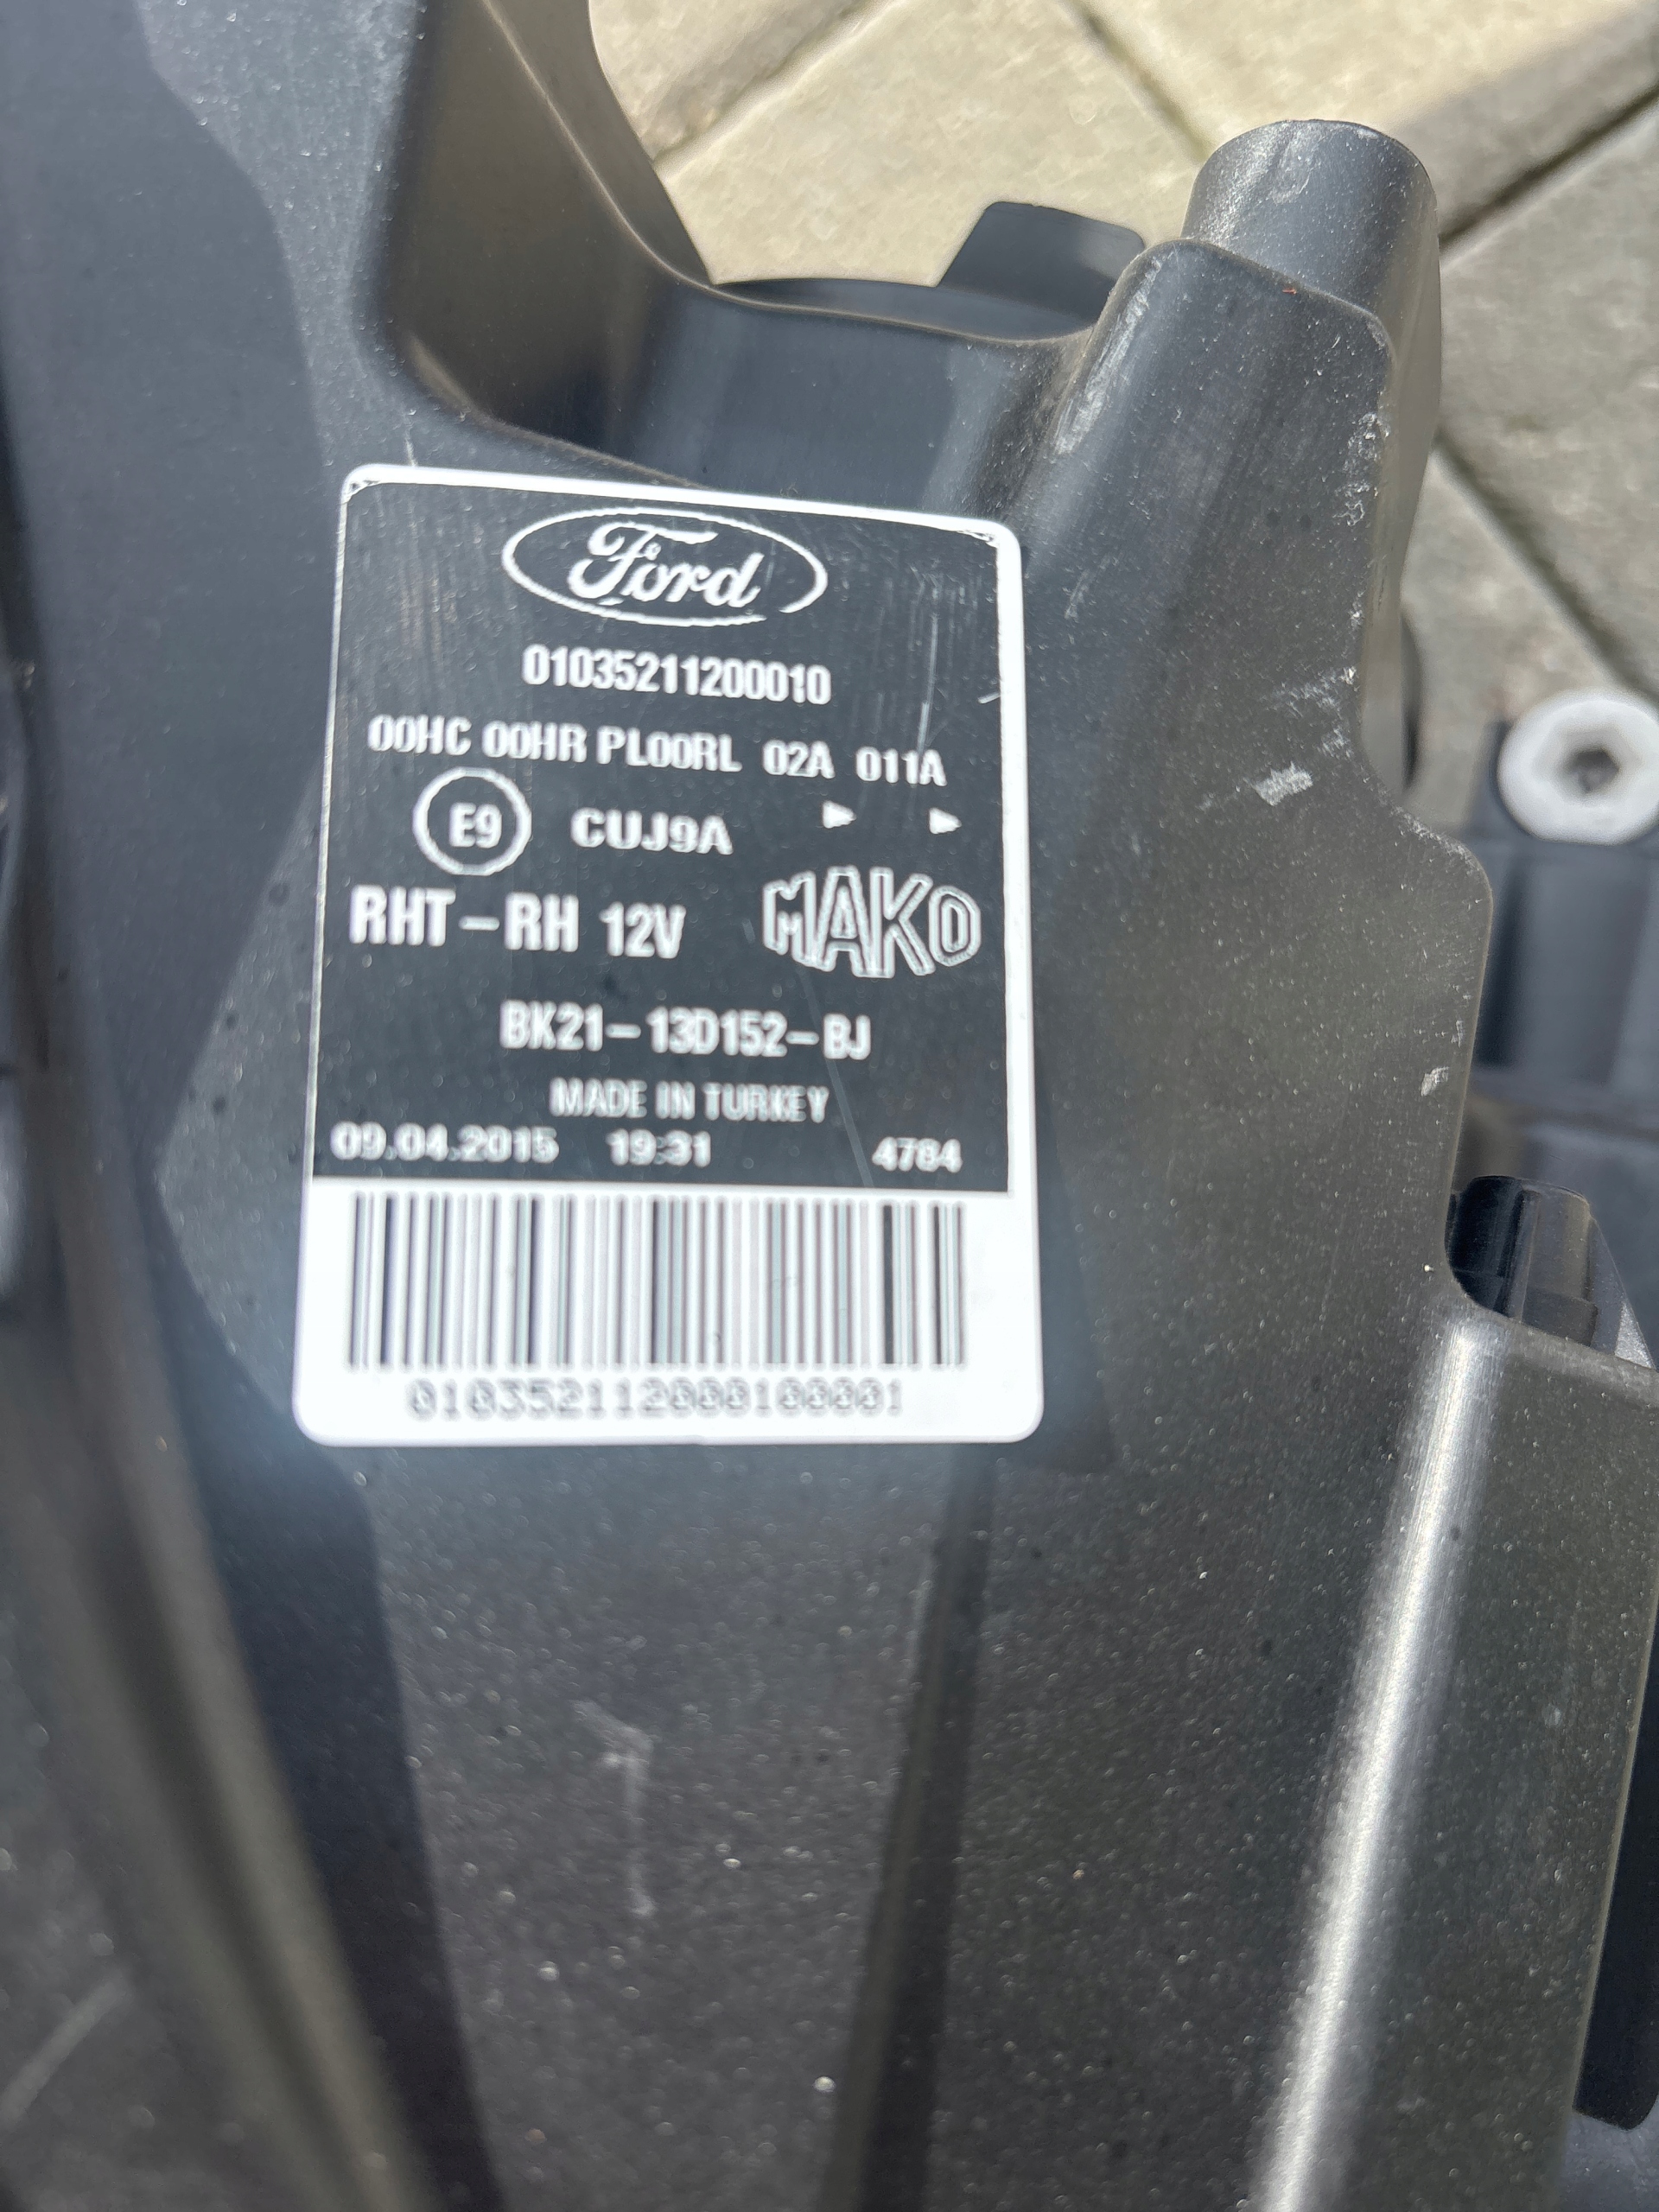 Ford
01035211200010
00HC 00HR PL00RL 02A 011A
E9 CUJ9A
RHT-RH 12V MAKO
BK21-13D152-BJ
MADE IN TURKEY
09.04.2015 19:31 4784
0103521120001000001